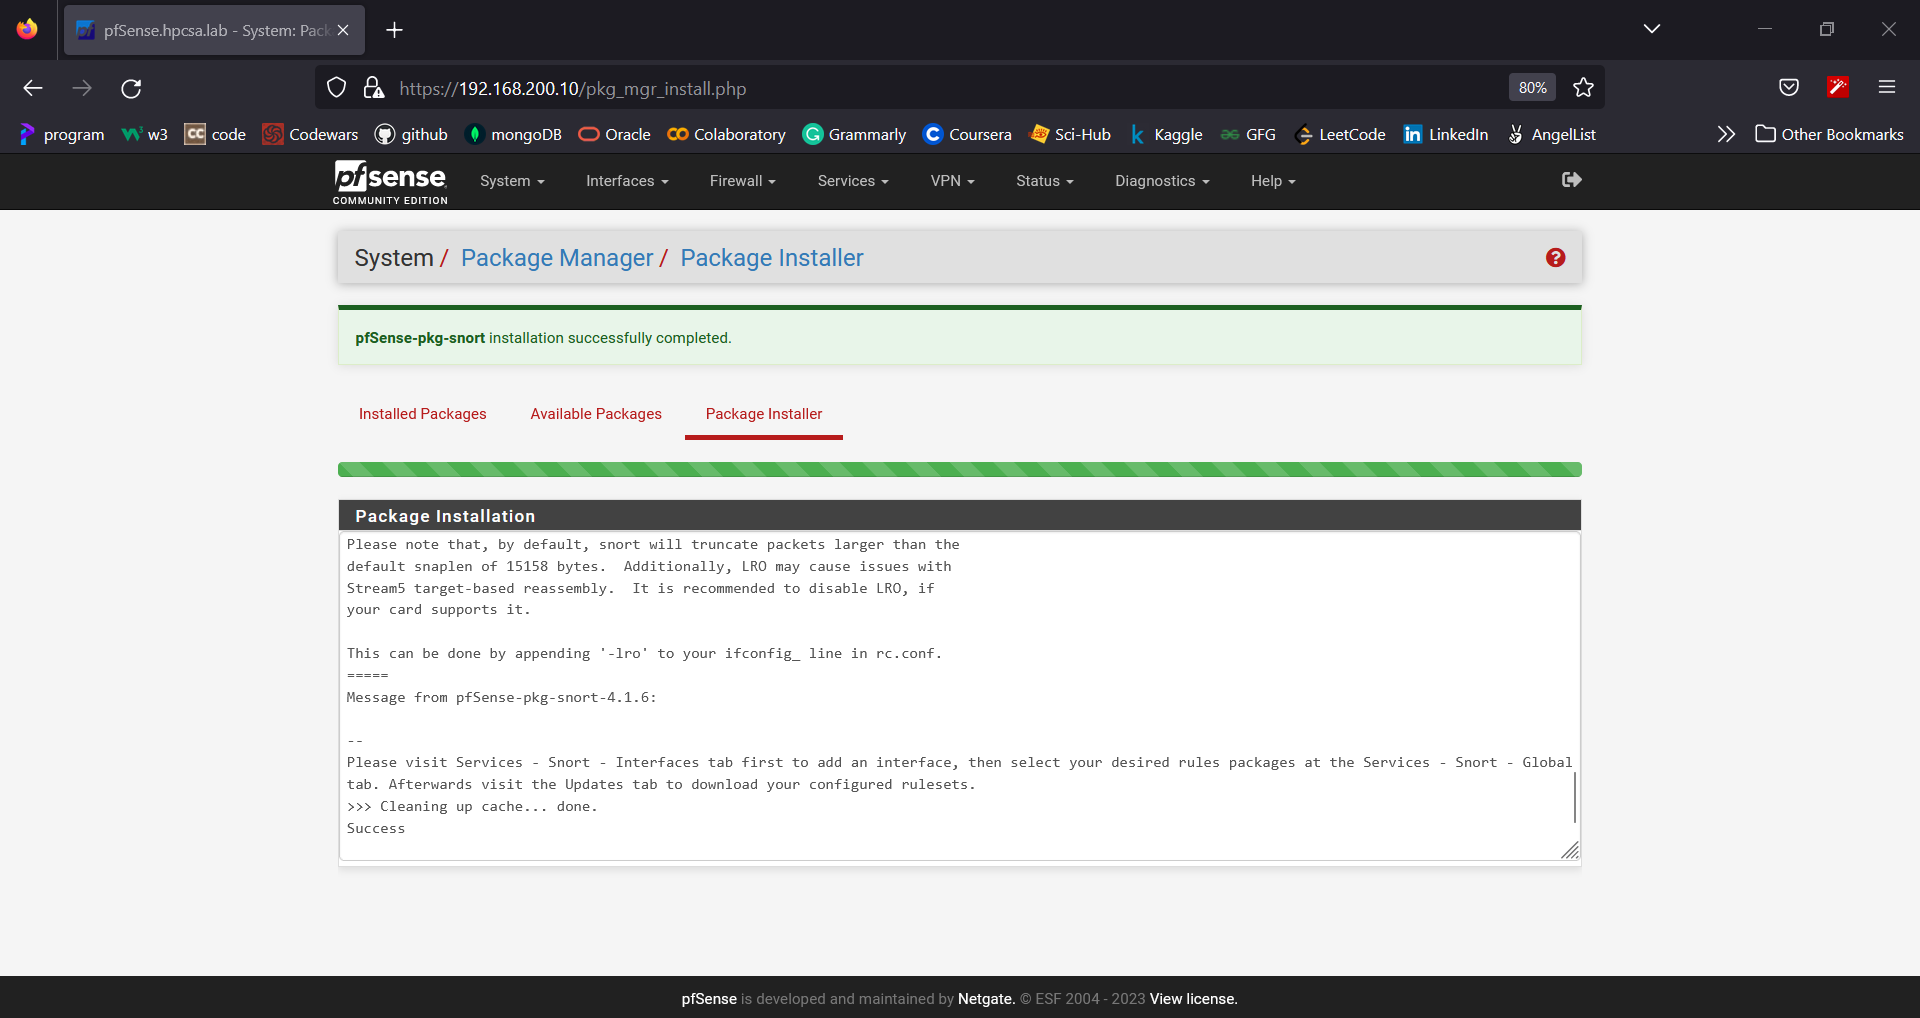 pfSense.hpcsa.lab - System: Pack
https://192.168.200.10/pkg_mgr_install.php
80%
program w3 code Codewars github mongoDB Oracle Colaboratory Grammarly Coursera Sci-Hub Kaggle GFG LeetCode LinkedIn AngelList Other Bookmarks
pfsense
COMMUNITY EDITION
System Interfaces Firewall Services VPN Status Diagnostics Help
System / Package Manager / Package Installer
pfSense-pkg-snort installation successfully completed.
Installed Packages Available Packages Package Installer
Package Installation
Please note that, by default, snort will truncate packets larger than the
default snaplen of 15158 bytes.  Additionally, LRO may cause issues with
Stream5 target-based reassembly.  It is recommended to disable LRO, if
your card supports it.
This can be done by appending '-lro' to your ifconfig_ line in rc.conf.
=====
Message from pfSense-pkg-snort-4.1.6:
--
Please visit Services - Snort - Interfaces tab first to add an interface, then select your desired rules packages at the Services - Snort - Global
tab. Afterwards visit the Updates tab to download your configured rulesets.
>>> Cleaning up cache... done.
Success
pfSense is developed and maintained by Netgate. © ESF 2004 - 2023 View license.